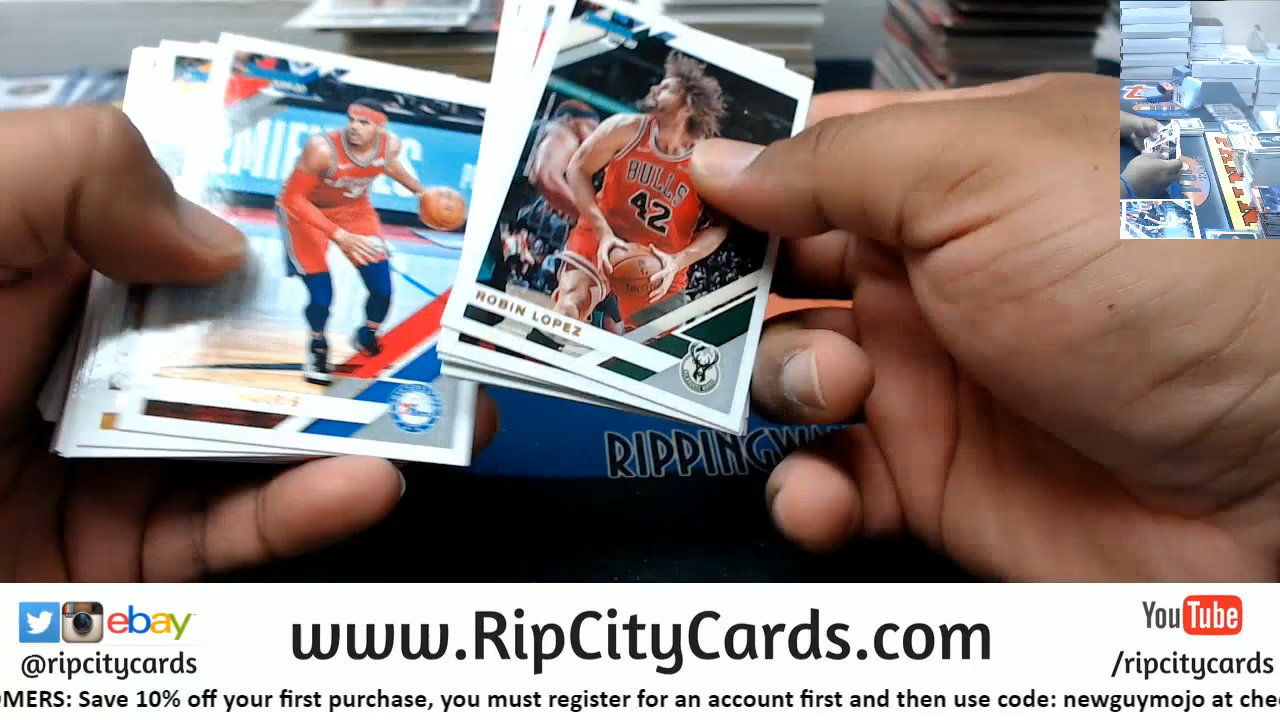 BULLS
42
ROBIN LOPEZ
RIPPINGW
PANINI
ebay
www.RipCityCards.com
YouTube
@ripcitycards
/ripcitycards
OMERS: Save 10% off your first purchase, you must register for an account first and then use code: newguymojo at che